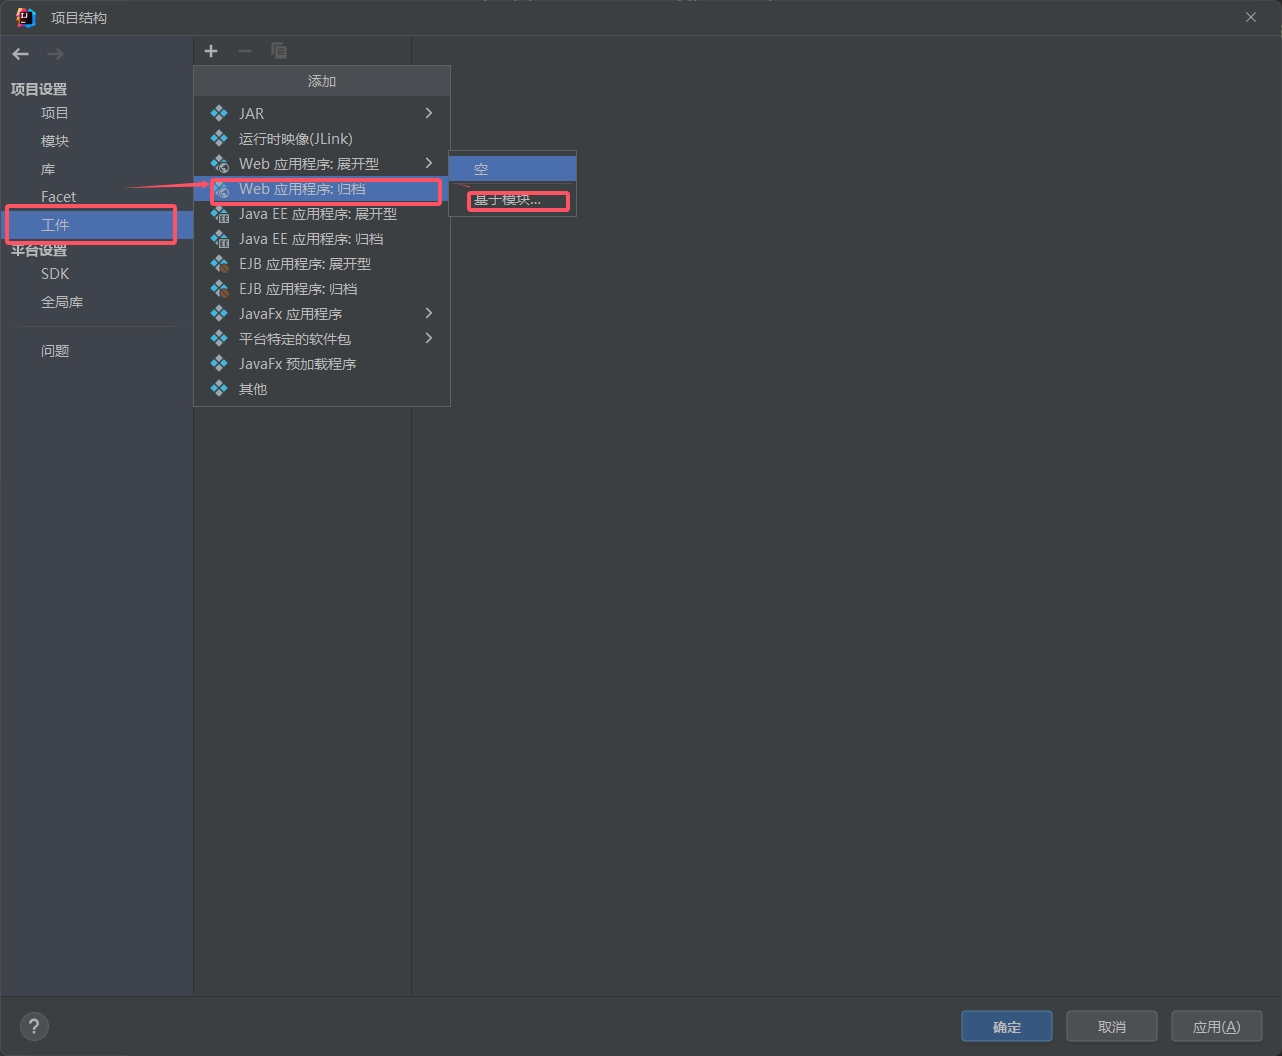 项目结构
项目设置
项目
模块
库
Facet
工件
平台设置
SDK
全局库
问题
添加
JAR
运行时映像(JLink)
Web 应用程序: 展开型
Web 应用程序: 归档
Java EE 应用程序: 展开型
Java EE 应用程序: 归档
EJB 应用程序: 展开型
EJB 应用程序: 归档
JavaFx 应用程序
平台特定的软件包
JavaFx 预加载程序
其他
空
基于模块...
?
确定
取消
应用(A)